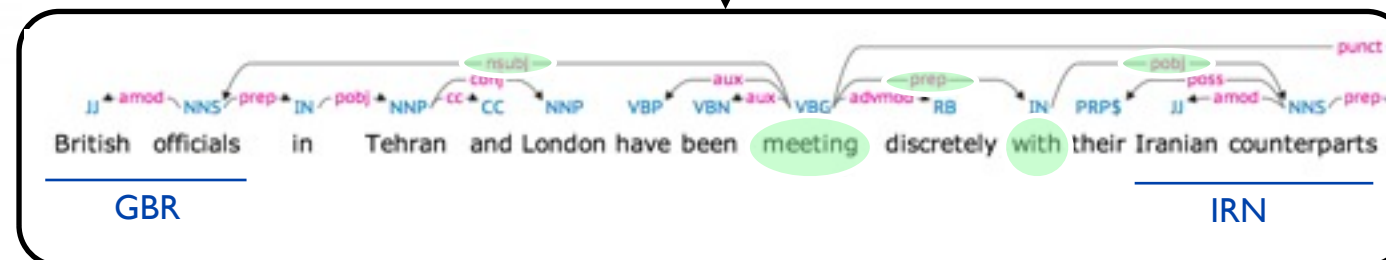 nsubj punct
conj aux prep pobj poss
JJ amod NNS prep IN pobj NNP cc CC NNP VBP VBN aux VBG advmod RB IN PRP$ JJ amod NNS prep
British officials in Tehran and London have been meeting discretely with their Iranian counterparts
GBR IRN